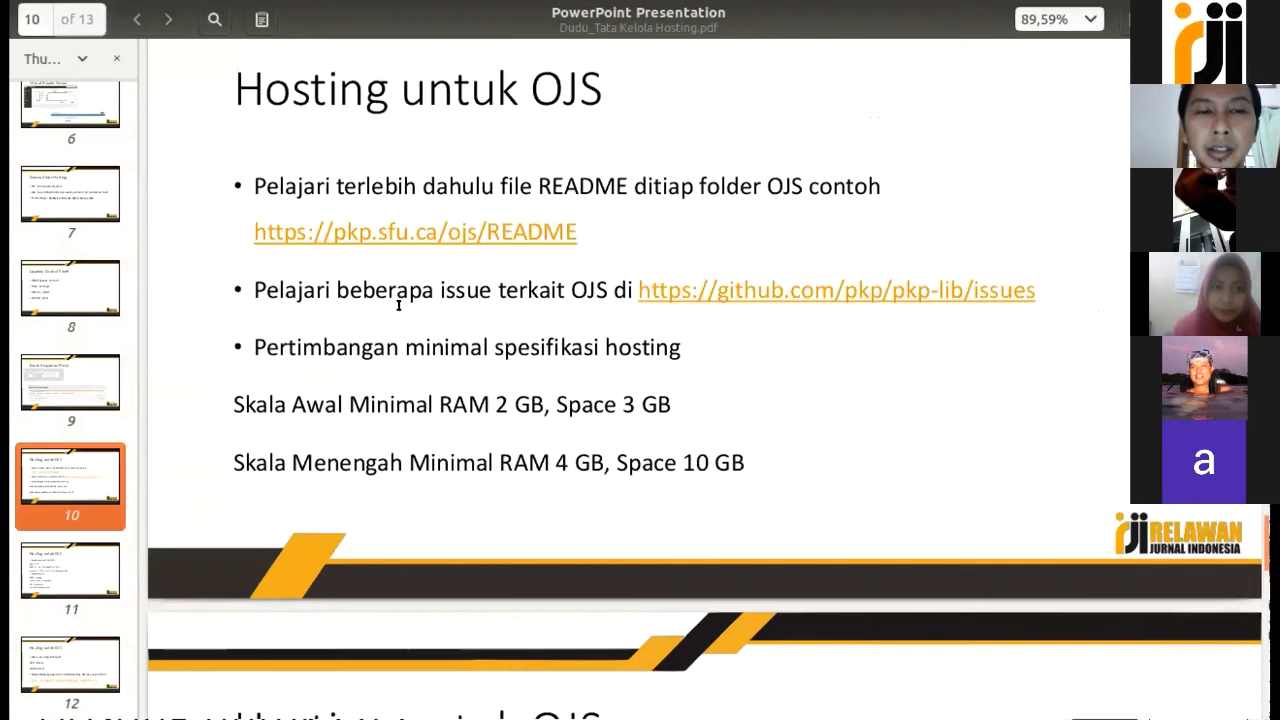 10 of 13
PowerPoint Presentation
Dudu_Tata Kelola Hosting.pdf
89,59%
Thu...
6
7
8
9
10
11
12
Hosting untuk OJS
• Pelajari terlebih dahulu file README ditiap folder OJS contoh
https://pkp.sfu.ca/ojs/README
• Pelajari beberapa issue terkait OJS di https://github.com/pkp/pkp-lib/issues
• Pertimbangan minimal spesifikasi hosting
Skala Awal Minimal RAM 2 GB, Space 3 GB
Skala Menengah Minimal RAM 4 GB, Space 10 GB
RELAWAN
JURNAL INDONESIA
rji
a